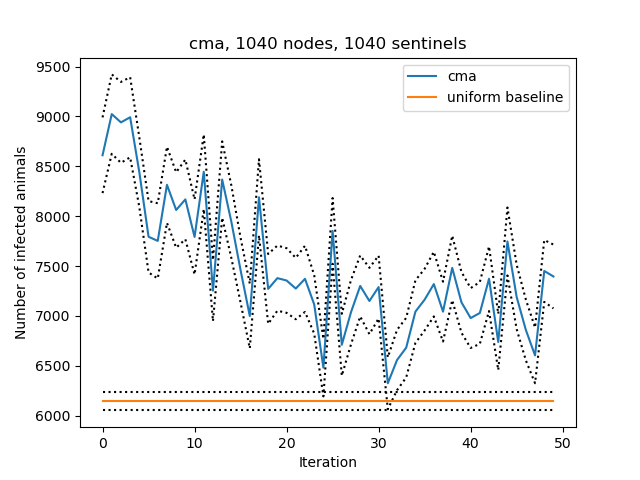 cma, 1040 nodes, 1040 sentinels
cma
uniform baseline
Number of infected animals
9500
9000
8500
8000
7500
7000
6500
6000
0 10 20 30 40 50
Iteration